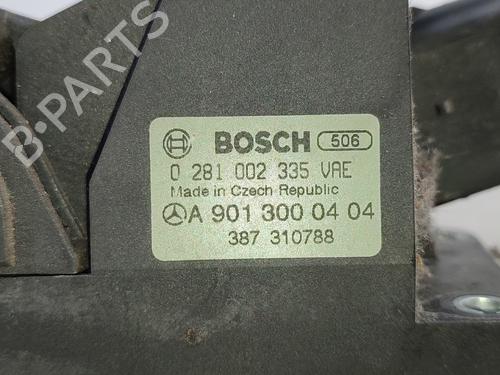 B-PARTS
BOSCH 506
0 281 002 335 VAE
Made in Czech Republic
A 901 300 04 04
387 310788